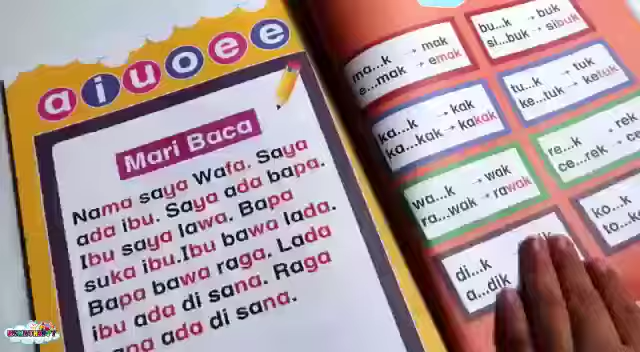 a i u o e e
Mari Baca
Nama saya Wafa. Saya
ada ibu. Saya ada bapa.
Ibu saya lawa. Bapa
suka ibu.Ibu bawa lada.
Bapa bawa raga. Lada
ibu ada di sana. Raga
ada di sana.
ma...k → mak
e...mak → emak
ka...k → kak
ka...kak → kakak
wa...k → wak
ra...wak → rawak
di...k
a...dik
bu...k → buk
si...buk → sibuk
tu...k → tuk
ke...tuk → ketuk
re...k → rek
ce...rek →
ko...k